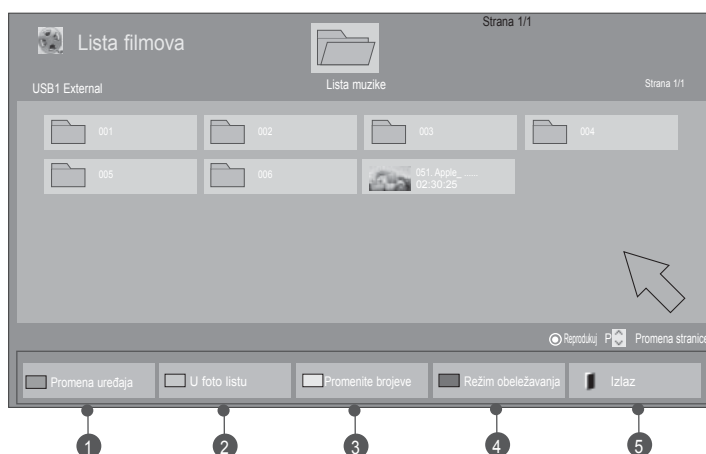 Strana 1/1
Lista filmova
Lista muzike
USB1 External
Strana 1/1
001
002
003
004
005
006
051. Apple_ ......
02:30:25
Reprodukuj
P
Promena stranice
Promena uređaja
U foto listu
Promenite brojeve
Režim obeležavanja
Izlaz
1
2
3
4
5